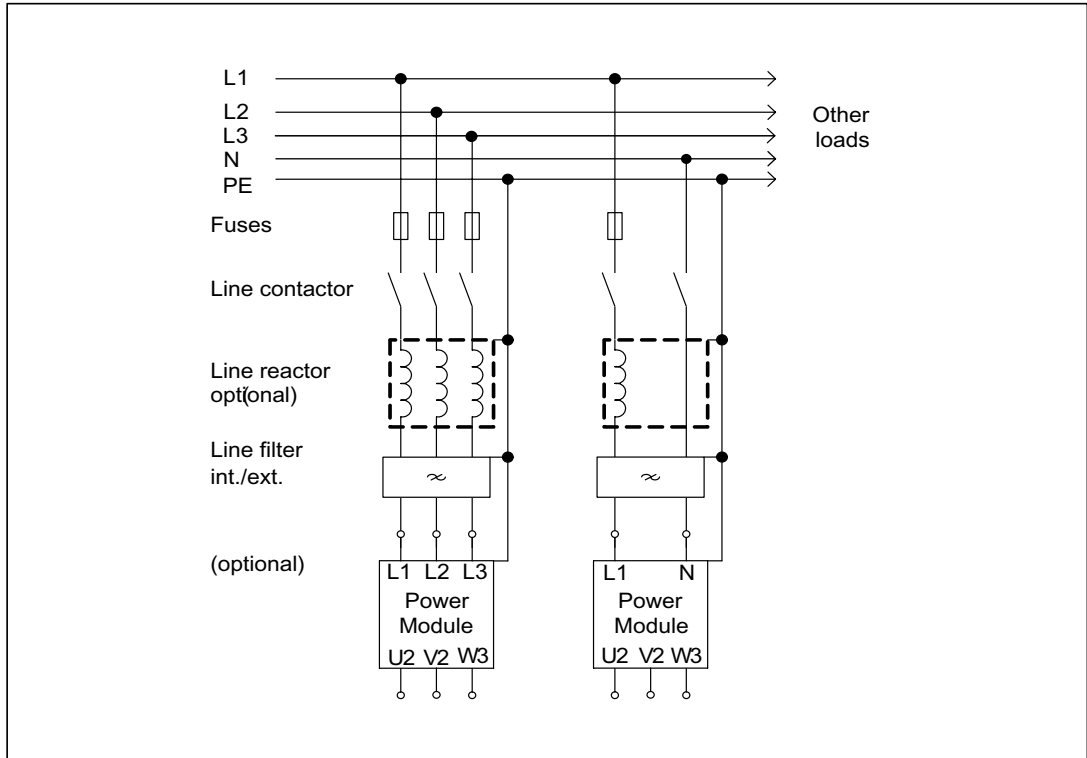 L1
L2
L3
N
PE
Other
loads
Fuses
Line contactor
Line reactor
opti(onal)
Line filter
int./ext.
(optional)
L1 L2 L3
Power
Module
U2 V2 W3
L1 N
Power
Module
U2 V2 W3